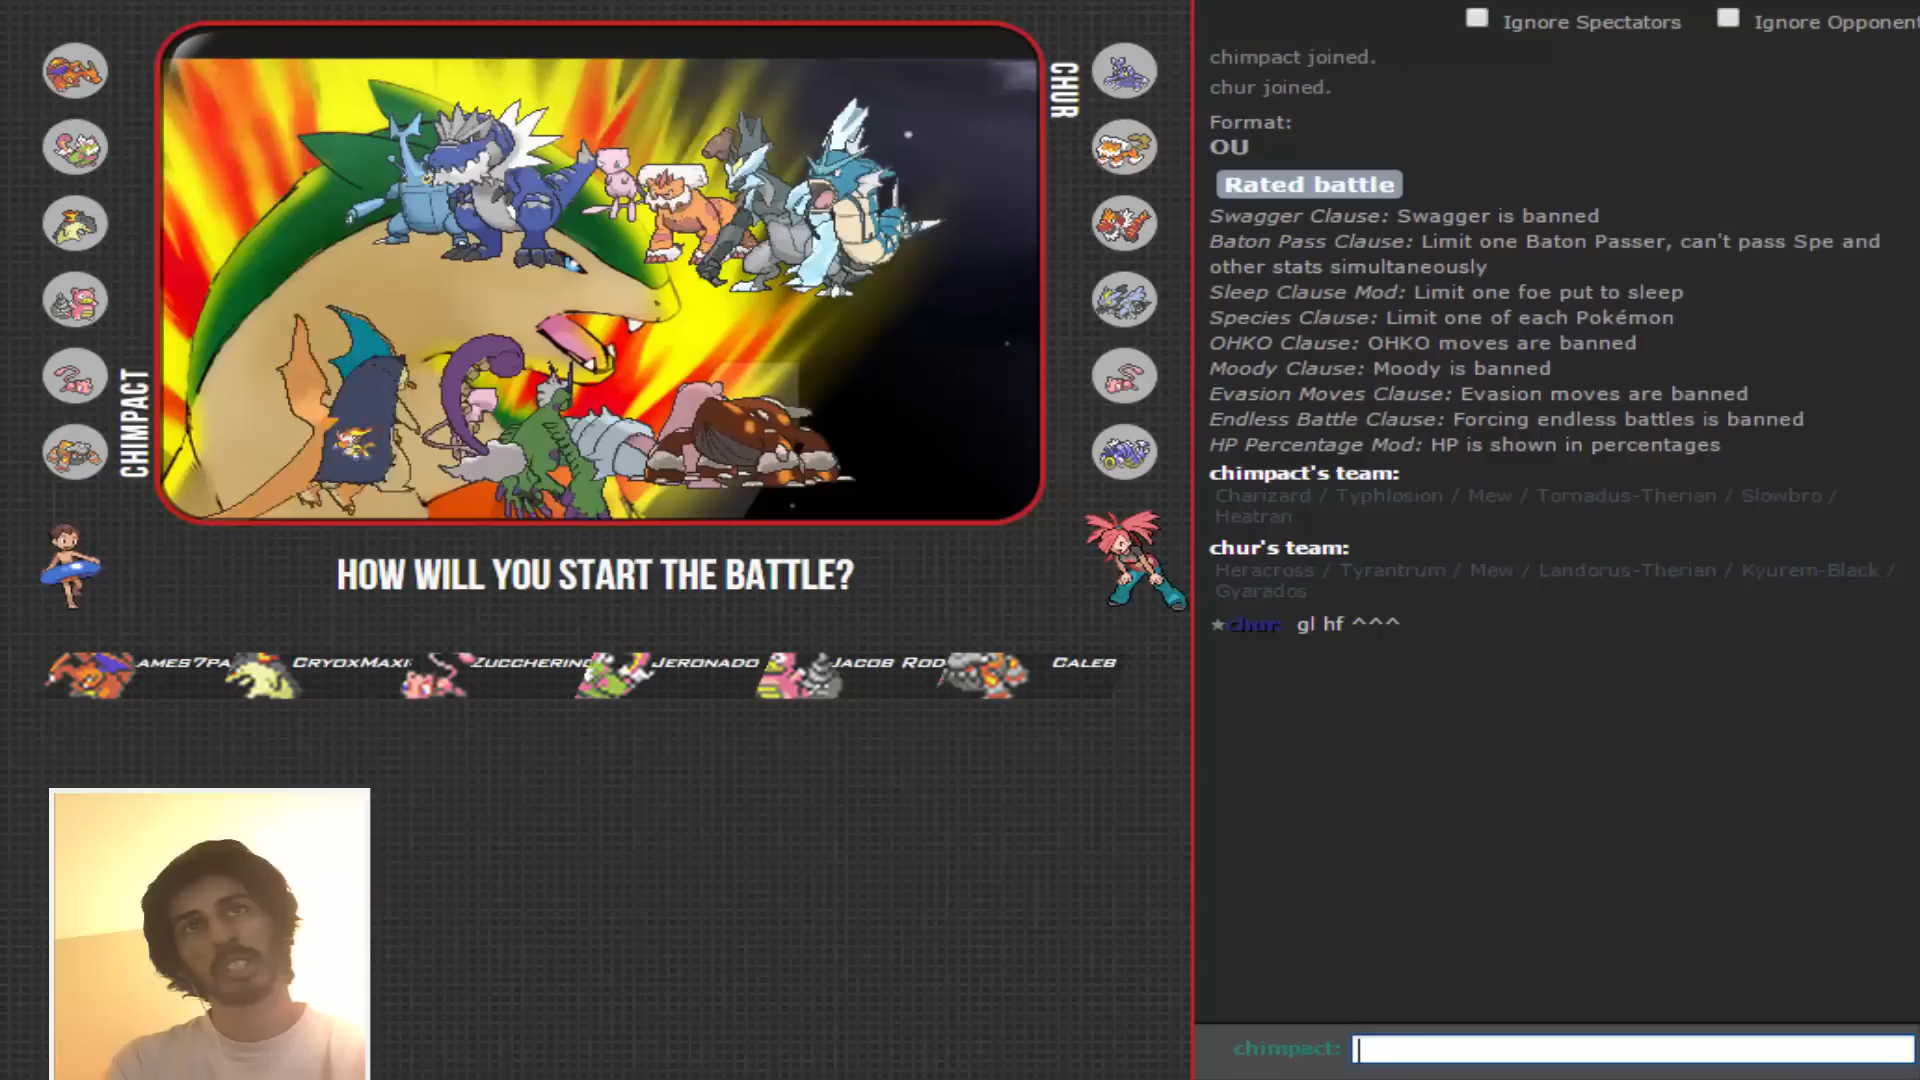 Ignore Spectators
Ignore Opponent
chimpact joined.
chur joined.
Format:
OU
Rated battle
Swagger Clause: Swagger is banned
Baton Pass Clause: Limit one Baton Passer, can't pass Spe and
other stats simultaneously
Sleep Clause Mod: Limit one foe put to sleep
Species Clause: Limit one of each Pokémon
OHKO Clause: OHKO moves are banned
Moody Clause: Moody is banned
Evasion Moves Clause: Evasion moves are banned
Endless Battle Clause: Forcing endless battles is banned
HP Percentage Mod: HP is shown in percentages
chimpact's team:
Charizard / Typhlosion / Mew / Tornadus-Therian / Slowbro /
Heatran
chur's team:
Heracross / Tyrantrum / Mew / Landorus-Therian / Kyurem-Black /
Gyarados
★chur: gl hf ^^^
CHUR
CHIMPACT
HOW WILL YOU START THE BATTLE?
AMES7PA
CRYOXMAXI
ZUCCHERINO
JERONADO
JACOB ROD
CALEB
chimpact: